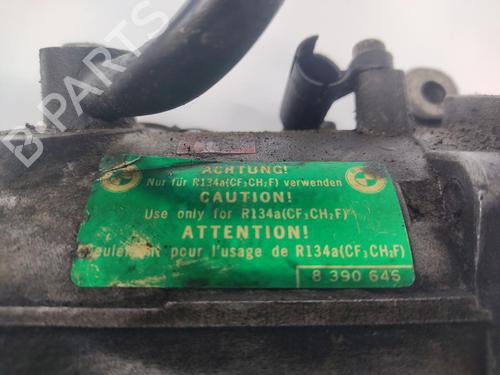 B-PARTS
ACHTUNG!
Nur für R134a(CF₃CH₂F) verwenden
CAUTION!
Use only for R134a(CF₃CH₂F)
ATTENTION!
Seulement pour l'usage de R134a(CF₃CH₂F)
8 390 645